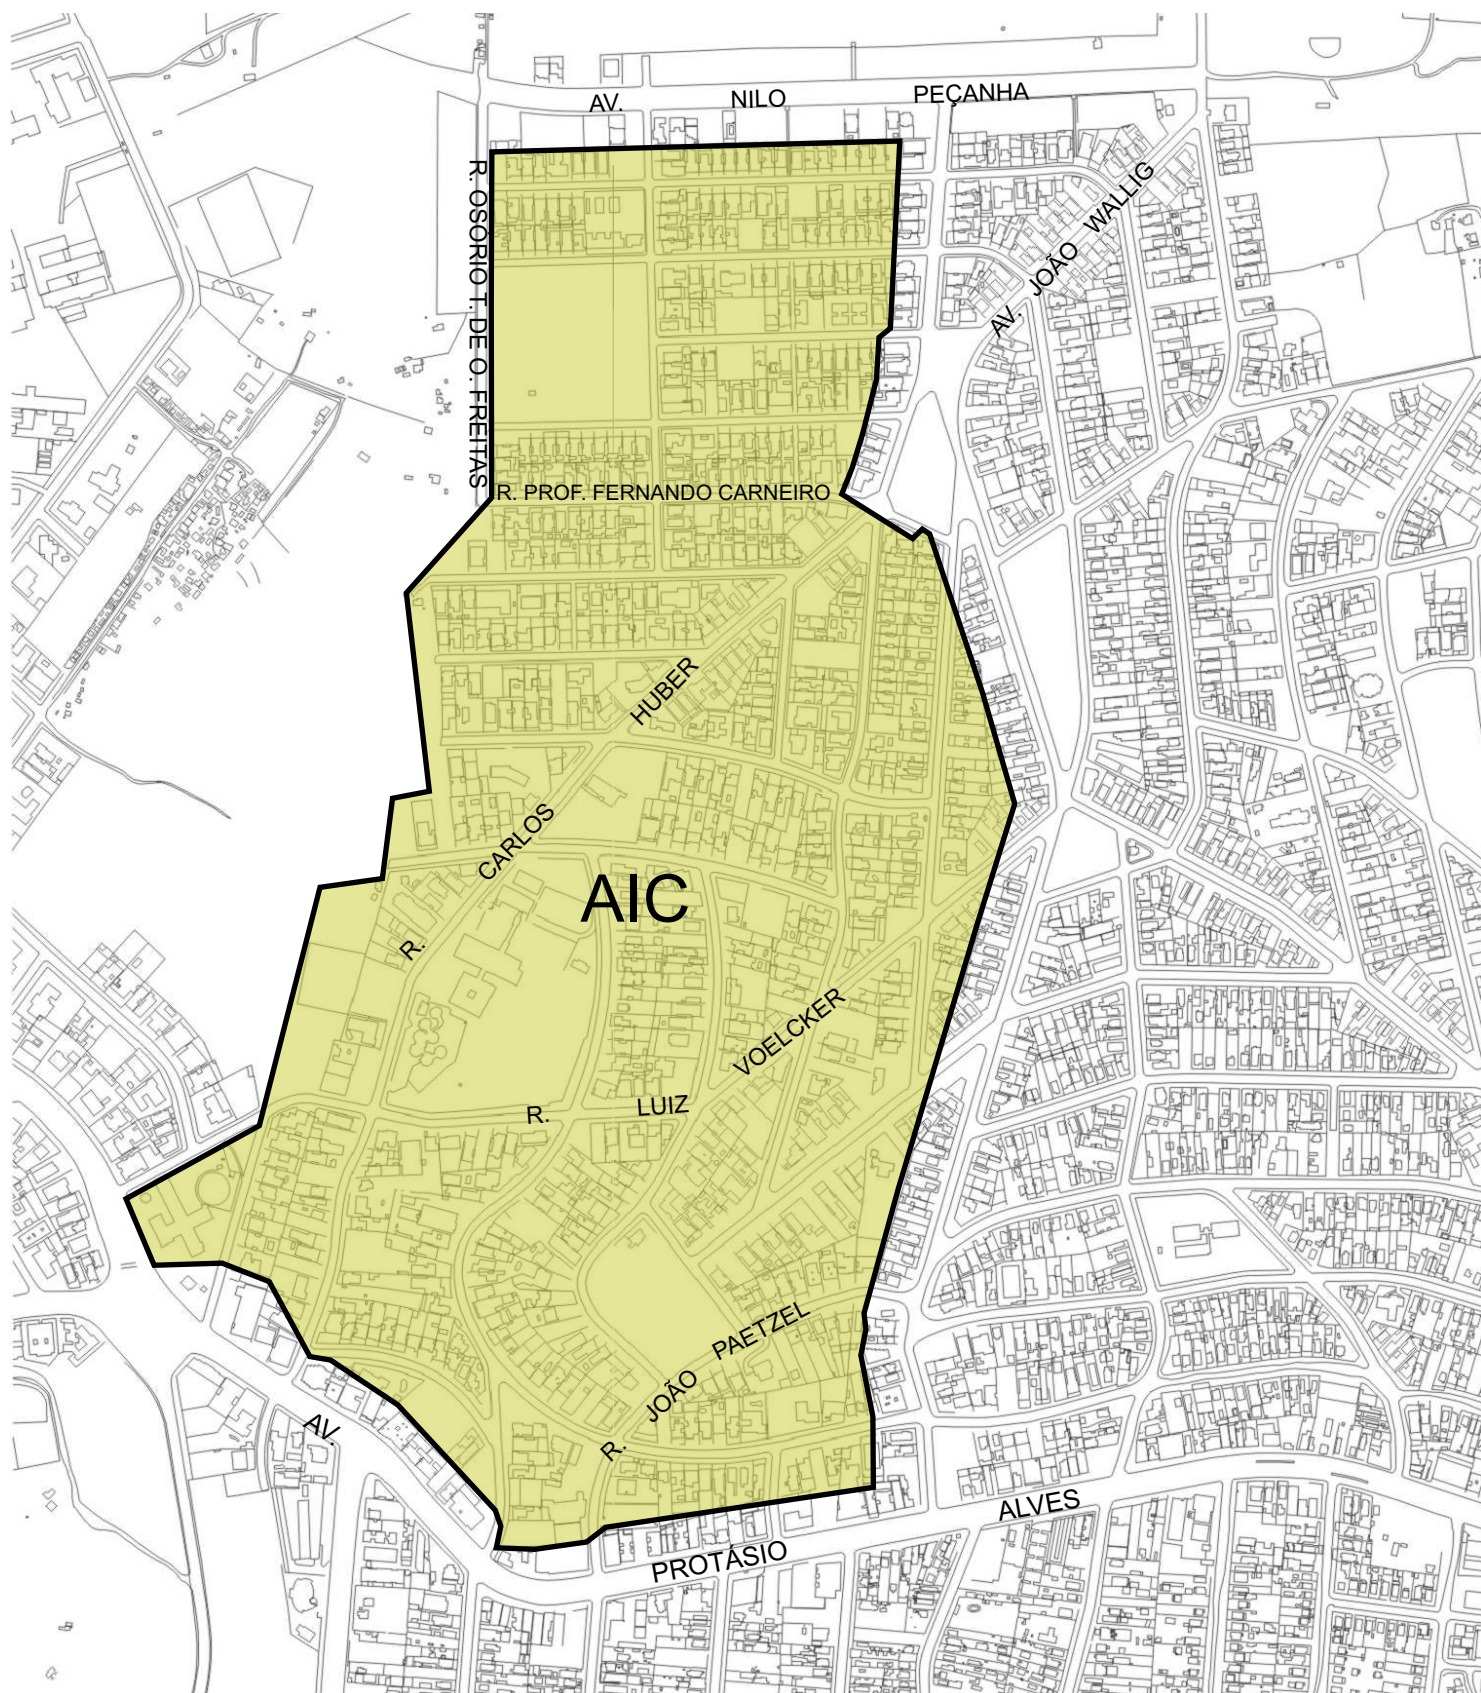 AV. NILO PEÇANHA
R. OSORIO T. DE O. FREITAS
AV. JOÃO WALLIG
R. PROF. FERNANDO CARNEIRO
R. CARLOS HUBER
AIC
R. LUIZ VOELCKER
R. JOÃO PAETZEL
AV. PROTÁSIO ALVES